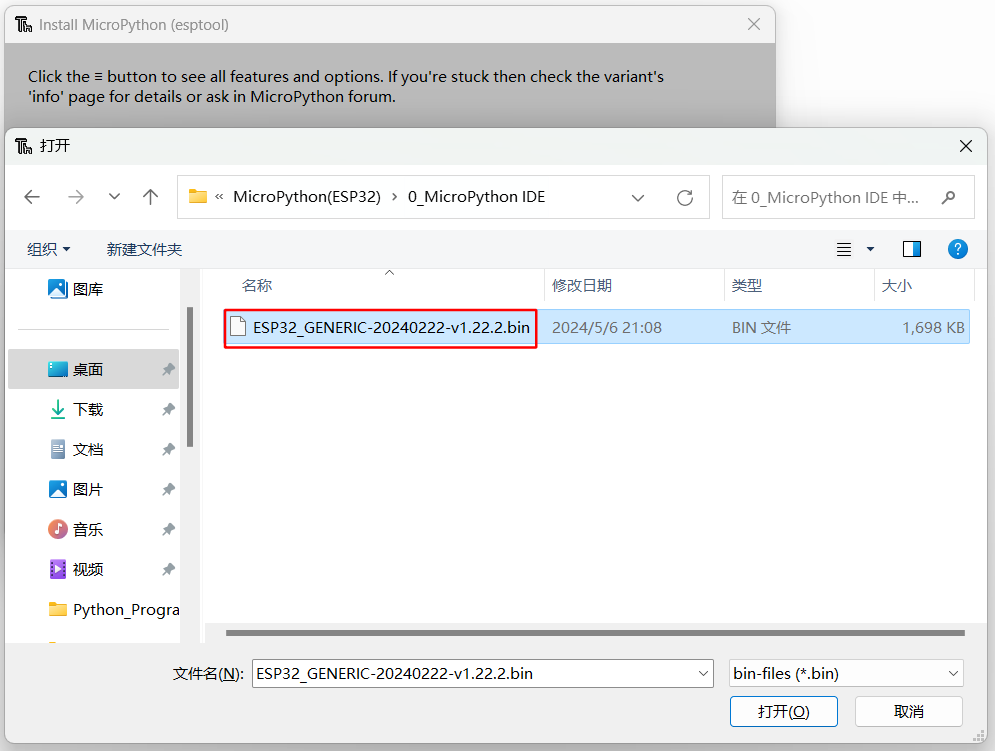 Install MicroPython (esptool)
Click the ≡ button to see all features and options. If you're stuck then check the variant's
'info' page for details or ask in MicroPython forum.
打开
« MicroPython(ESP32) › 0_MicroPython IDE
在 0_MicroPython IDE 中...
组织
新建文件夹
?
名称 修改日期 类型 大小
ESP32_GENERIC-20240222-v1.22.2.bin 2024/5/6 21:08 BIN 文件 1,698 KB
图库
桌面
下载
文档
图片
音乐
视频
Python_Progra
文件名(N): ESP32_GENERIC-20240222-v1.22.2.bin bin-files (*.bin)
打开(O) 取消